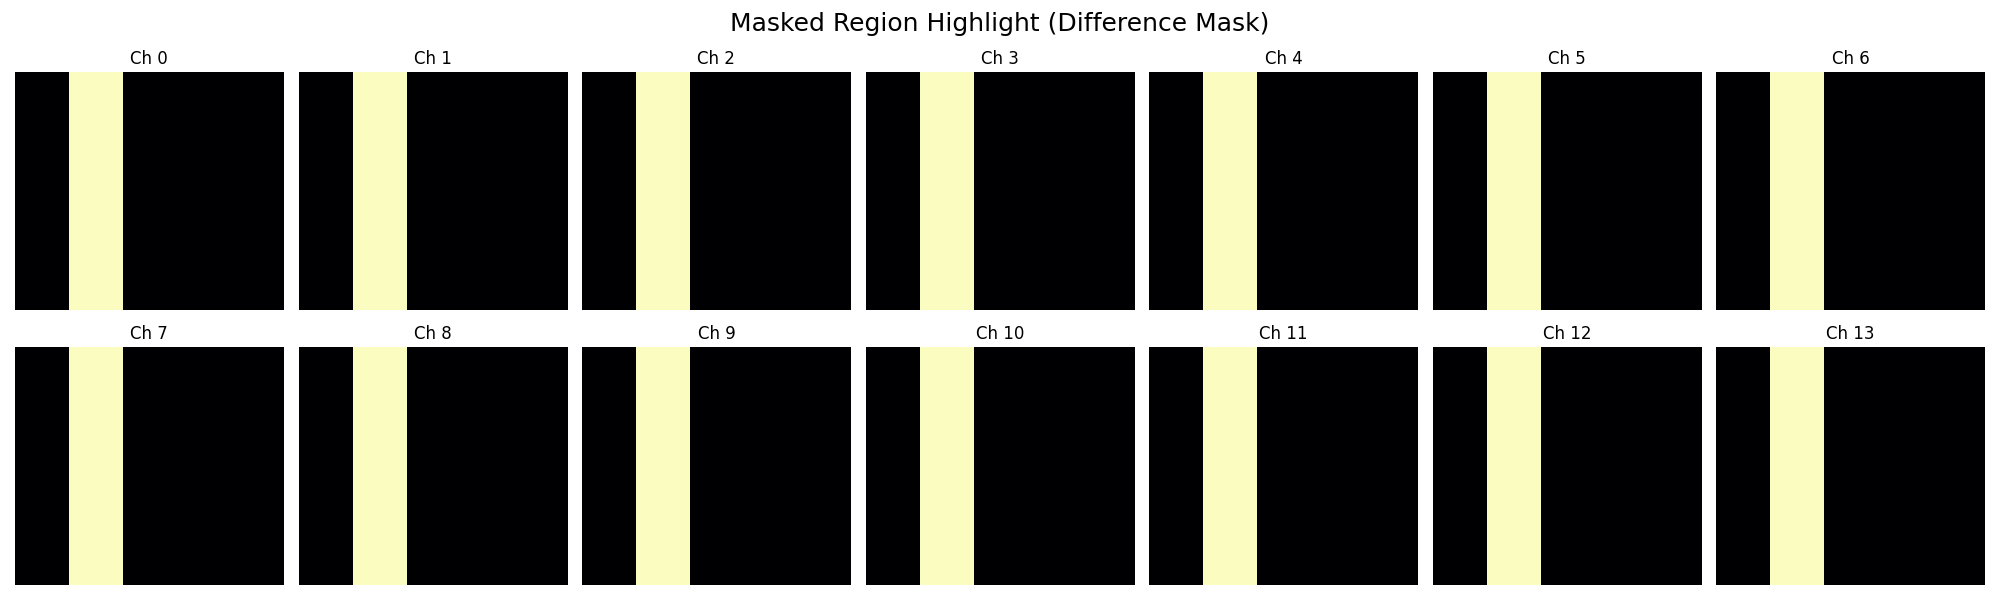 Masked Region Highlight (Difference Mask)
Ch 0 Ch 1 Ch 2 Ch 3 Ch 4 Ch 5 Ch 6
Ch 7 Ch 8 Ch 9 Ch 10 Ch 11 Ch 12 Ch 13